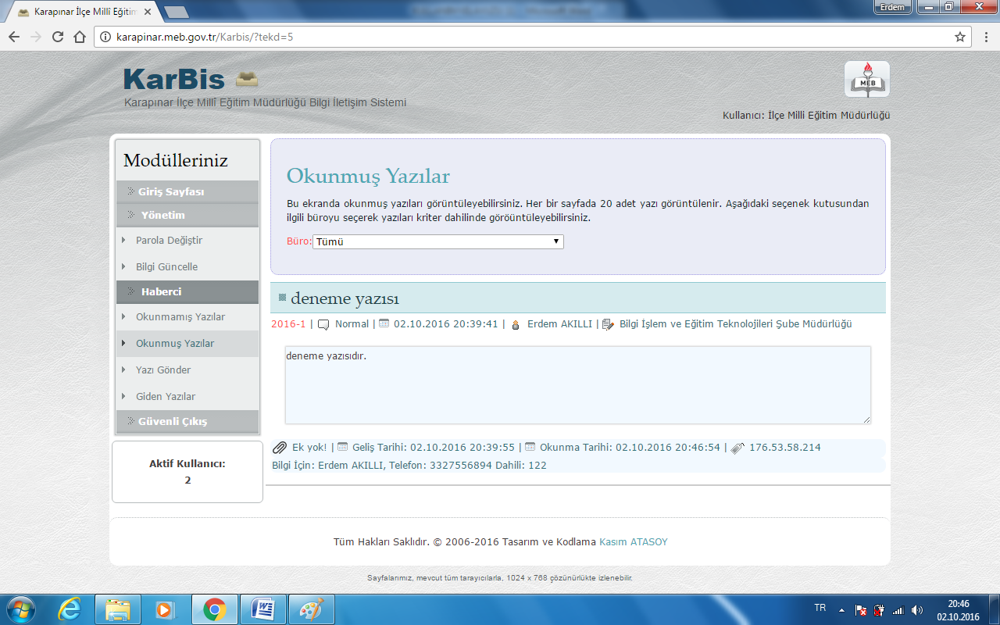 Karapınar İlçe Millî Eğitim
Erdem
karapinar.meb.gov.tr/Karbis/?tekd=5
KarBis
Karapınar İlçe Millî Eğitim Müdürlüğü Bilgi İletişim Sistemi
MEB
Kullanıcı: İlçe Milli Eğitim Müdürlüğü
Modülleriniz
Giriş Sayfası
Yönetim
Parola Değiştir
Bilgi Güncelle
Haberci
Okunmamış Yazılar
Okunmuş Yazılar
Yazı Gönder
Giden Yazılar
Güvenli Çıkış
Aktif Kullanıcı:
2
Okunmuş Yazılar
Bu ekranda okunmuş yazıları görüntüleyebilirsiniz. Her bir sayfada 20 adet yazı görüntülenir. Aşağıdaki seçenek kutusundan
ilgili büroyu seçerek yazıları kriter dahilinde göröüntüleyebilirsiniz.
Büro: Tümü
deneme yazısı
2016-1 | Normal | 02.10.2016 20:39:41 | Erdem AKILLI | Bilgi İşlem ve Eğitim Teknolojileri Şube Müdürlüğü
deneme yazısıdır.
Ek yok! | Geliş Tarihi: 02.10.2016 20:39:55 | Okunma Tarihi: 02.10.2016 20:46:54 | 176.53.58.214
Bilgi İçin: Erdem AKILLI, Telefon: 3327556894 Dahili: 122
Tüm Hakları Saklıdır. © 2006-2016 Tasarım ve Kodlama Kasım ATASOY
Sayfalarımız, mevcut tüm tarayıcılarla, 1024 x 768 çözünürlükte izlenebilir.
TR
20:46
02.10.2016